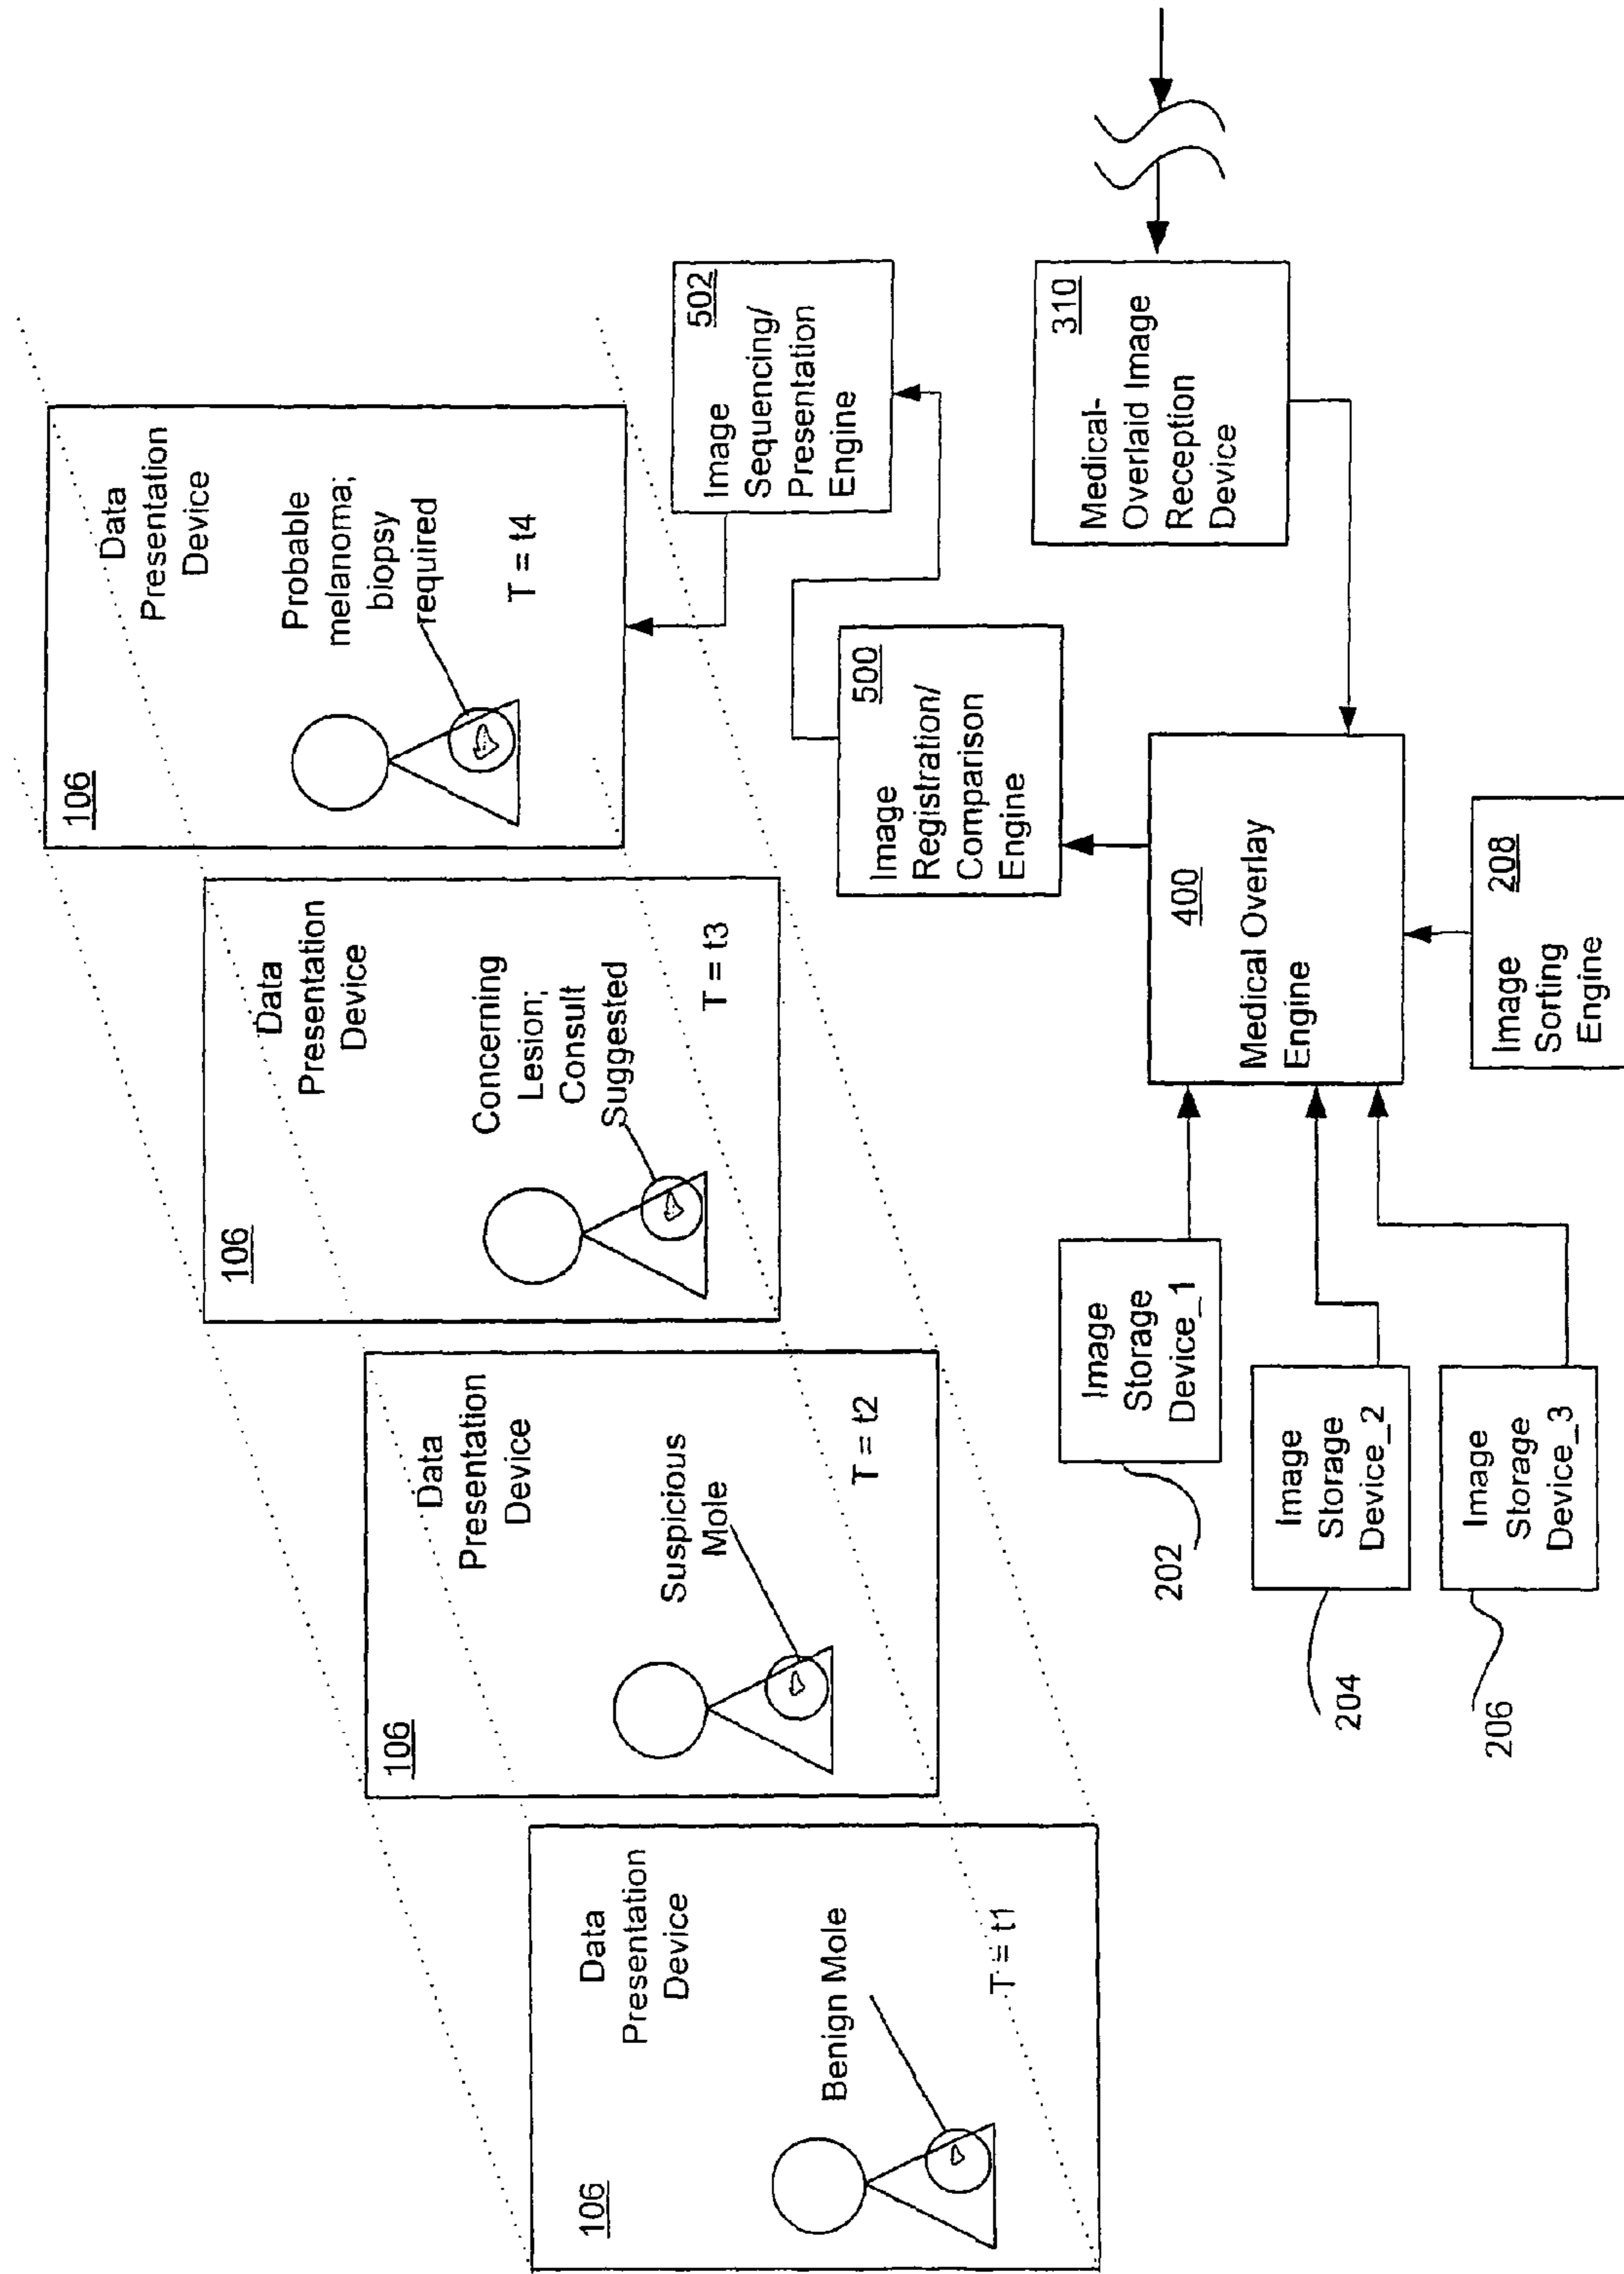 106
Data
Presentation
Device
Benign Mole
T = t1
106
Data
Presentation
Device
Suspicious
Mole
T = t2
106
Data
Presentation
Device
Concerning
Lesion;
Consult
Suggested
T = t3
106
Data
Presentation
Device
Probable
melanoma;
biopsy
required
T = t4
502
Image
Sequencing/
Presentation
Engine
500
Image
Registration/
Comparison
Engine
310
Medical-
Overlaid Image
Reception
Device
400
Medical Overlay
Engine
208
Image
Sorting
Engine
Image
Storage
Device_1
202
Image
Storage
Device_2
204
Image
Storage
Device_3
206